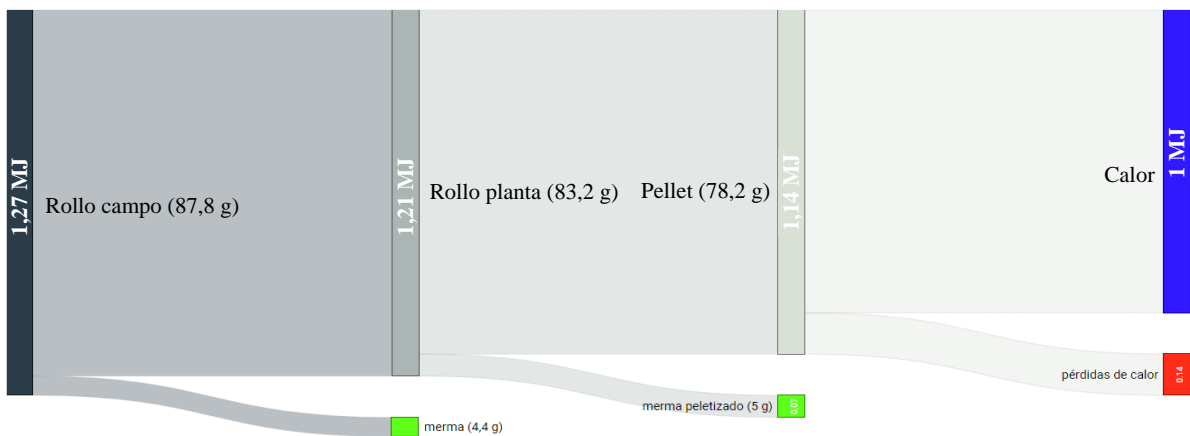 1,27 MJ
Rollo campo (87,8 g)
1,21 MJ
Rollo planta (83,2 g)
Pellet (78,2 g)
1,14 MJ
Calor
1 MJ
merma (4,4 g)
merma peletizado (5 g)
0.07
pérdidas de calor
0.14